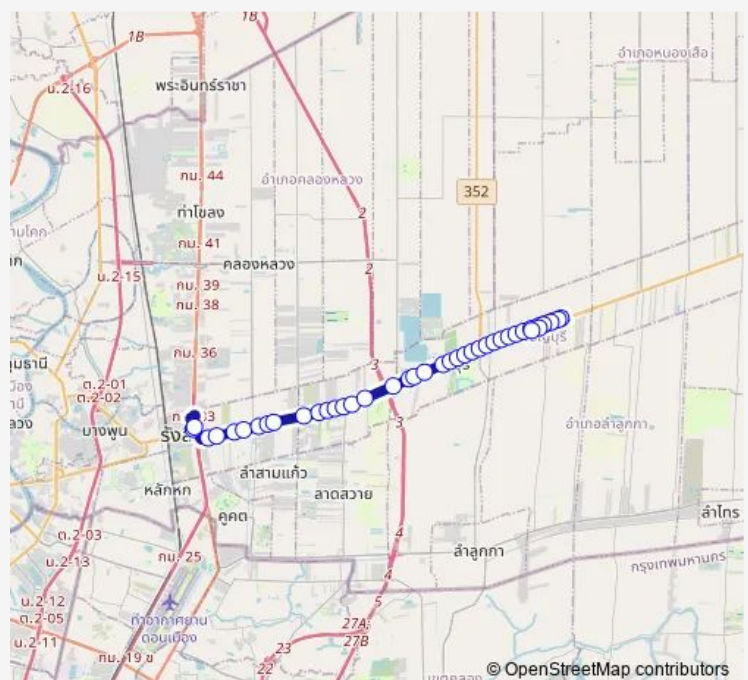 1B
1B
อำเภอหนองเสือ
น.2-16
พระอินทร์ราชา
กม. 44
อำเภอคลองหลวง
352
2
ท่าโขลง
กม. 41
2
คลองหลวง
น.2-15
กม. 39
กม. 38
3
กม. 36
ต.2-01
ต.2-02
บางพูน
3
อำเภอลำลูกกา
ลำสามแก้ว
หลักหก
ลาดสวาย
คูคต
ลำไทร
ต.2-03
4
ลำลูกกา
กม. 25
น.2-13
4
กรุงเทพมหานคร
น.2-12
5
ต.2-05
ท่าอากาศยาน
ดอนเมือง
27A
น.2-11
23
27B
กม. 19 ข
22
© OpenStreetMap contributors